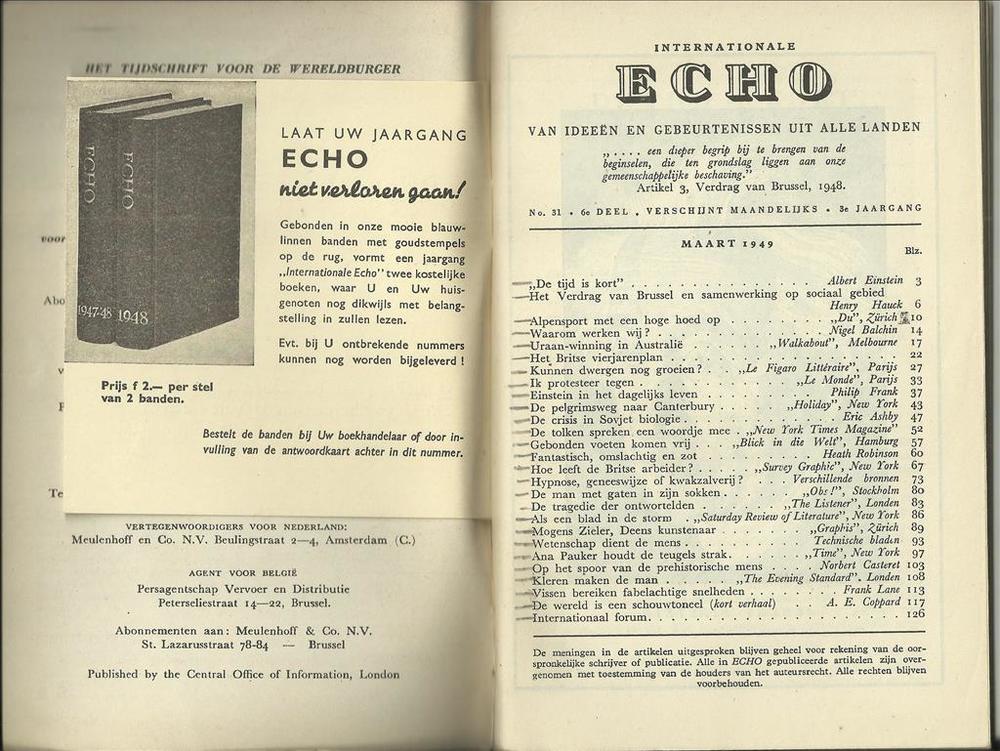 HET TIJDSCHRIFT VOOR DE WERELDBURGER
LAAT UW JAARGANG
ECHO
niet verloren gaan!
Gebonden in onze mooie blauw-
linnen banden met goudstempels
op de rug, vormt een jaargang
„Internationale Echo” twee kostelijke
boeken, waar U en Uw huis-
genoten nog dikwijls met belang-
stelling in zullen lezen.
Evt. bij U ontbrekende nummers
kunnen nog worden bijgeleverd !
ECHO
ECHO
1947-48
1948
Prijs f 2.— per stel
van 2 banden.
Bestelt de banden bij Uw boekhandelaar of door in-
vulling van de antwoordkaart achter in dit nummer.
voor
Abo
Te
VERTEGENWOORDIGERS VOOR NEDERLAND:
Meulenhoff en Co. N.V. Beulingstraat 2—4, Amsterdam (C.)
AGENT VOOR BELGIË
Persagentschap Vervoer en Distributie
Peterseliestraat 14—22, Brussel.
Abonnementen aan: Meulenhoff & Co. N.V.
St. Lazarusstraat 78-84 — Brussel
Published by the Central Office of Information, London
INTERNATIONALE
ECHO
VAN IDEEËN EN GEBEURTENISSEN UIT ALLE LANDEN
„ . . . . een dieper begrip bij te brengen van de
beginselen, die ten grondslag liggen aan onze
gemeenschappelijke beschaving.”
Artikel 3, Verdrag van Brussel, 1948.
No. 31 . 6e DEEL . VERSCHIJNT MAANDELIJKS . 3e JAARGANG
MAART 1949
Blz.
„De tijd is kort” . . . . . . . . . . Albert Einstein 3
Het Verdrag van Brussel en samenwerking op sociaal gebied
Henry Hauck 6
Alpensport met een hoge hoed op . . . . . . . „Du”, Zürich 10
Waarom werken wij? . . . . . . . . . . Nigel Balchin 14
Uraan-winning in Australië . . . . „Walkabout”, Melbourne 17
Het Britse vierjarenplan . . . . . . . . . . 22
Kunnen dwergen nog groeien? . . „Le Figaro Littéraire”, Parijs 27
Ik protesteer tegen . . . . . . . . „Le Monde”, Parijs 33
Einstein in het dagelijks leven . . . . . . . Philip Frank 37
De pelgrimsweg naar Canterbury . . . . „Holiday”, New York 43
De crisis in Sovjet biologie . . . . . . . . Eric Ashby 47
De tolken spreken een woordje mee . „New York Times Magazine” 52
Gebonden voeten komen vrij . . . „Blick in die Welt”, Hamburg 57
Fantastisch, omslachtig en zot . . . . . . Heath Robinson 60
Hoe leeft de Britse arbeider? . . . . „Survey Graphic”, New York 67
Hypnose, geneeswijze of kwakzalverij? . . . Verschillende bronnen 73
De man met gaten in zijn sokken . . . . . „Obs!”, Stockholm 80
De tragedie der ontwortelden . . . . . „The Listener”, Londen 83
Als een blad in de storm . „Saturday Review of Literature”, New York 86
Mogens Zieler, Deens kunstenaar . . . . . „Graphis”, Zürich 89
Wetenschap dient de mens . . . . . . . Technische bladen 93
Ana Pauker houdt de teugels strak . . . . „Time”, New York 97
Op het spoor van de prehistorische mens . . . . Norbert Casteret 103
Kleren maken de man . . . . . „The Evening Standard”. Londen 108
Vissen bereiken fabelachtige snelheden . . . . . . Frank Lane 113
De wereld is een schouwtoneel (kort verhaal) . . A. E. Coppard 117
Internationaal forum . . . . . . . . . . 126
De meningen in de artikelen uitgesproken blijven geheel voor rekening van de oor-
spronkelijke schrijver of publicatie. Alle in ECHO gepubliceerde artikelen zijn over-
genomen met toestemming van de houders van het auteursrecht. Alle rechten blijven
voorbehouden.